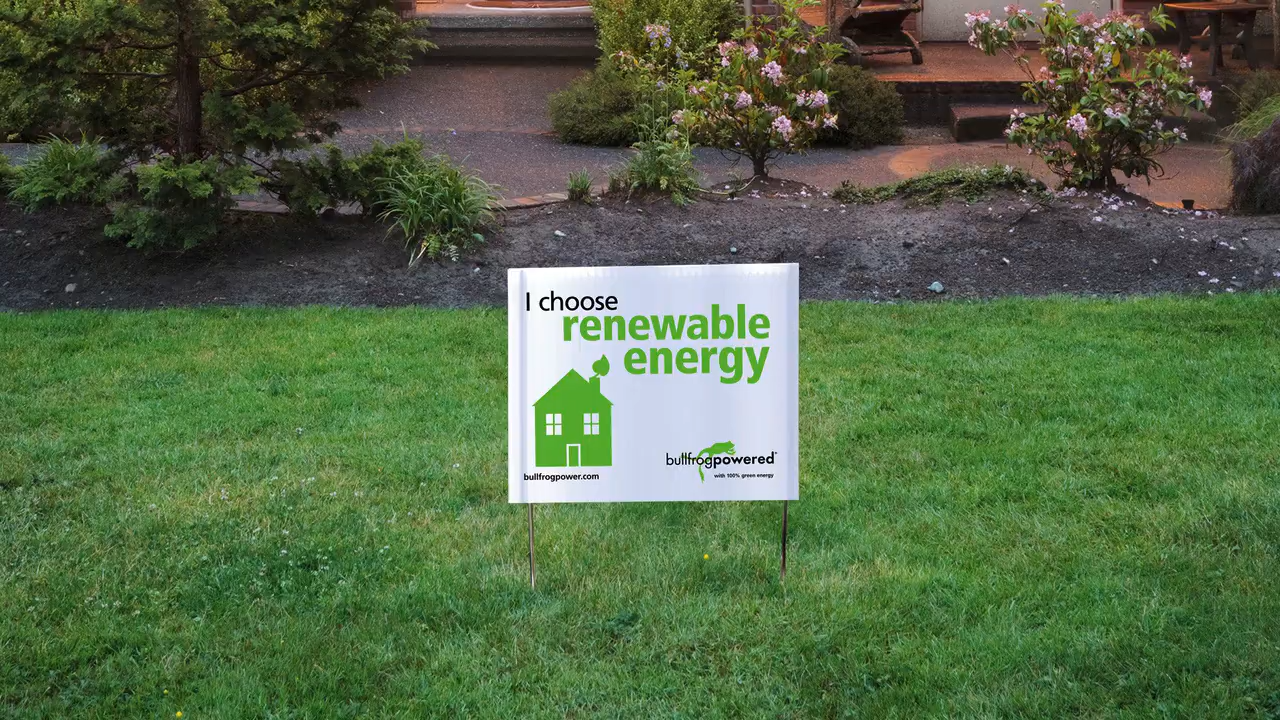 I choose
renewable
energy
bullfrogpowered
with 100% green energy
bullfrogpower.com